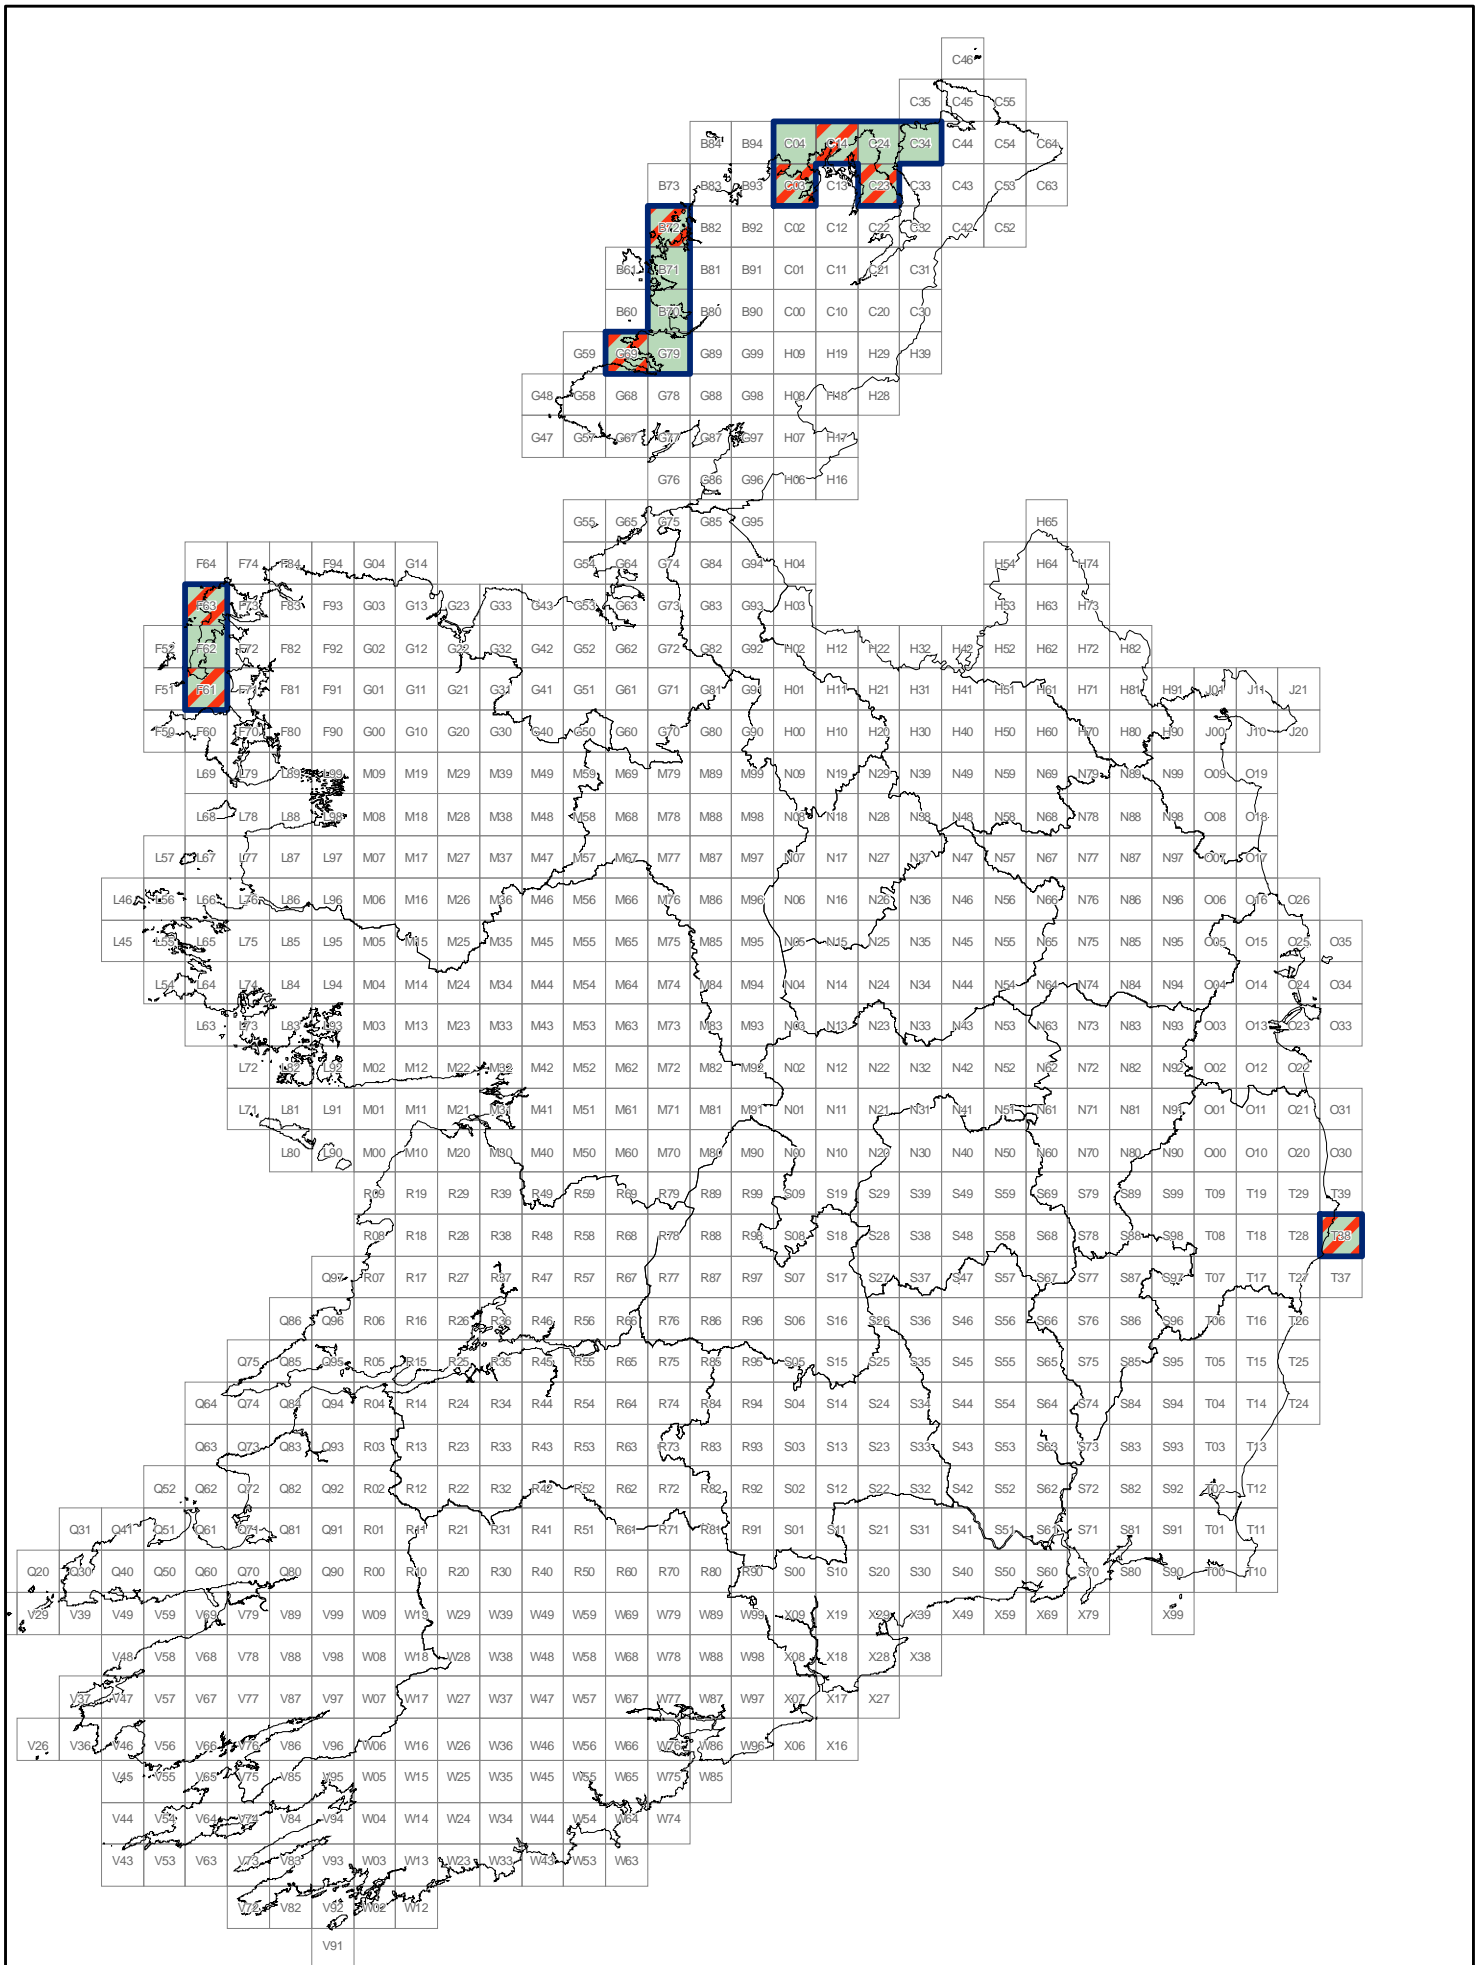 C46
C35 C45 C55
B84 B94 C04 C14 C24 C34 C44 C54 C64
B73 B83 B93 C03 C13 C23 C33 C43 C53 C63
B72 B82 B92 C02 C12 C22 C32 C42 C52
B61 B71 B81 B91 C01 C11 C21 C31
B60 B70 B80 B90 C00 C10 C20 C30
G59 G69 G79 G89 G99 H09 H19 H29 H39
G48 G58 G68 G78 G88 G98 H08 H18 H28
G47 G57 G67 G77 G87 G97 H07 H17
G76 G86 G96 H06 H16
G55 G65 G75 G85 G95 H65
F64 F74 F84 F94 G04 G14 G54 G64 G74 G84 G94 H04 H54 H64 H74
F63 F73 F83 F93 G03 G13 G23 G33 G43 G53 G63 G73 G83 G93 H03 H53 H63 H73
F52 F62 F72 F82 F92 G02 G12 G22 G32 G42 G52 G62 G72 G82 G92 H02 H12 H22 H32 H42 H52 H62 H72 H82
F51 F61 F71 F81 F91 G01 G11 G21 G31 G41 G51 G61 G71 G81 G91 H01 H11 H21 H31 H41 H51 H61 H71 H81 H91 J01 J11 J21
F50 F60 F70 F80 F90 G00 G10 G20 G30 G40 G50 G60 G70 G80 G90 H00 H10 H20 H30 H40 H50 H60 H70 H80 H90 J00 J10 J20
L69 L79 L89 L99 M09 M19 M29 M39 M49 M59 M69 M79 M89 M99 N09 N19 N29 N39 N49 N59 N69 N79 N89 N99 O09 O19
L68 L78 L88 L98 M08 M18 M28 M38 M48 M58 M68 M78 M88 M98 N08 N18 N28 N38 N48 N58 N68 N78 N88 N98 O08 O18
L57 L67 L77 L87 L97 M07 M17 M27 M37 M47 M57 M67 M77 M87 M97 N07 N17 N27 N37 N47 N57 N67 N77 N87 N97 O07 O17
L46 L56 L66 L76 L86 L96 M06 M16 M26 M36 M46 M56 M66 M76 M86 M96 N06 N16 N26 N36 N46 N56 N66 N76 N86 N96 O06 O16 O26
L45 L55 L65 L75 L85 L95 M05 M15 M25 M35 M45 M55 M65 M75 M85 M95 N05 N15 N25 N35 N45 N55 N65 N75 N85 N95 O05 O15 O25 O35
L54 L64 L74 L84 L94 M04 M14 M24 M34 M44 M54 M64 M74 M84 M94 N04 N14 N24 N34 N44 N54 N64 N74 N84 N94 O04 O14 O24 O34
L63 L73 L83 L93 M03 M13 M23 M33 M43 M53 M63 M73 M83 M93 N03 N13 N23 N33 N43 N53 N63 N73 N83 N93 O03 O13 O23 O33
L72 L82 L92 M02 M12 M22 M32 M42 M52 M62 M72 M82 M92 N02 N12 N22 N32 N42 N52 N62 N72 N82 N92 O02 O12 O22
L71 L81 L91 M01 M11 M21 M31 M41 M51 M61 M71 M81 M91 N01 N11 N21 N31 N41 N51 N61 N71 N81 N91 O01 O11 O21 O31
L80 L90 M00 M10 M20 M30 M40 M50 M60 M70 M80 M90 N00 N10 N20 N30 N40 N50 N60 N70 N80 N90 O00 O10 O20 O30
R09 R19 R29 R39 R49 R59 R69 R79 R89 R99 S09 S19 S29 S39 S49 S59 S69 S79 S89 S99 T09 T19 T29 T39
R08 R18 R28 R38 R48 R58 R68 R78 R88 R98 S08 S18 S28 S38 S48 S58 S68 S78 S88 S98 T08 T18 T28 T38
Q97 R07 R17 R27 R37 R47 R57 R67 R77 R87 R97 S07 S17 S27 S37 S47 S57 S67 S77 S87 S97 T07 T17 T27 T37
Q86 Q96 R06 R16 R26 R36 R46 R56 R66 R76 R86 R96 S06 S16 S26 S36 S46 S56 S66 S76 S86 S96 T06 T16 T26
Q75 Q85 Q95 R05 R15 R25 R35 R45 R55 R65 R75 R85 R95 S05 S15 S25 S35 S45 S55 S65 S75 S85 S95 T05 T15 T25
Q64 Q74 Q84 Q94 R04 R14 R24 R34 R44 R54 R64 R74 R84 R94 S04 S14 S24 S34 S44 S54 S64 S74 S84 S94 T04 T14 T24
Q63 Q73 Q83 Q93 R03 R13 R23 R33 R43 R53 R63 R73 R83 R93 S03 S13 S23 S33 S43 S53 S63 S73 S83 S93 T03 T13
Q52 Q62 Q72 Q82 Q92 R02 R12 R22 R32 R42 R52 R62 R72 R82 R92 S02 S12 S22 S32 S42 S52 S62 S72 S82 S92 T02 T12
Q31 Q41 Q51 Q61 Q71 Q81 Q91 R01 R11 R21 R31 R41 R51 R61 R71 R81 R91 S01 S11 S21 S31 S41 S51 S61 S71 S81 S91 T01 T11
Q20 Q30 Q40 Q50 Q60 Q70 Q80 Q90 R00 R10 R20 R30 R40 R50 R60 R70 R80 R90 S00 S10 S20 S30 S40 S50 S60 S70 S80 S90 T00 T10
V29 V39 V49 V59 V69 V79 V89 V99 W09 W19 W29 W39 W49 W59 W69 W79 W89 W99 X09 X19 X29 X39 X49 X59 X69 X79 X99
V48 V58 V68 V78 V88 V98 W08 W18 W28 W38 W48 W58 W68 W78 W88 W98 X08 X18 X28 X38
V37 V47 V57 V67 V77 V87 V97 W07 W17 W27 W37 W47 W57 W67 W77 W87 W97 X07 X17 X27
V26 V36 V46 V56 V66 V76 V86 V96 W06 W16 W26 W36 W46 W56 W66 W76 W86 W96 X06 X16
V45 V55 V65 V75 V85 V95 W05 W15 W25 W35 W45 W55 W65 W75 W85
V44 V54 V64 V74 V84 V94 W04 W14 W24 W34 W44 W54 W64 W74
V43 V53 V63 V73 V83 V93 W03 W13 W23 W33 W43 W53 W63
V72 V82 V92 W02 W12
V91